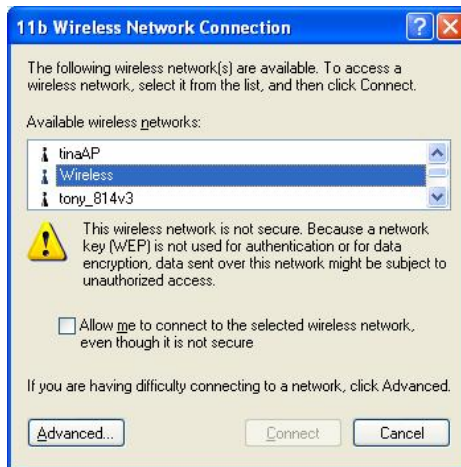 11b Wireless Network Connection
The following wireless network(s) are available. To access a
wireless network, select it from the list, and then click Connect.
Available wireless networks:
tinaAP
Wireless
tony_814v3
This wireless network is not secure. Because a network
key (WEP) is not used for authentication or for data
encryption, data sent over this network might be subject to
unauthorized access.
Allow me to connect to the selected wireless network,
even though it is not secure
If you are having difficulty connecting to a network, click Advanced.
Advanced... Connect Cancel